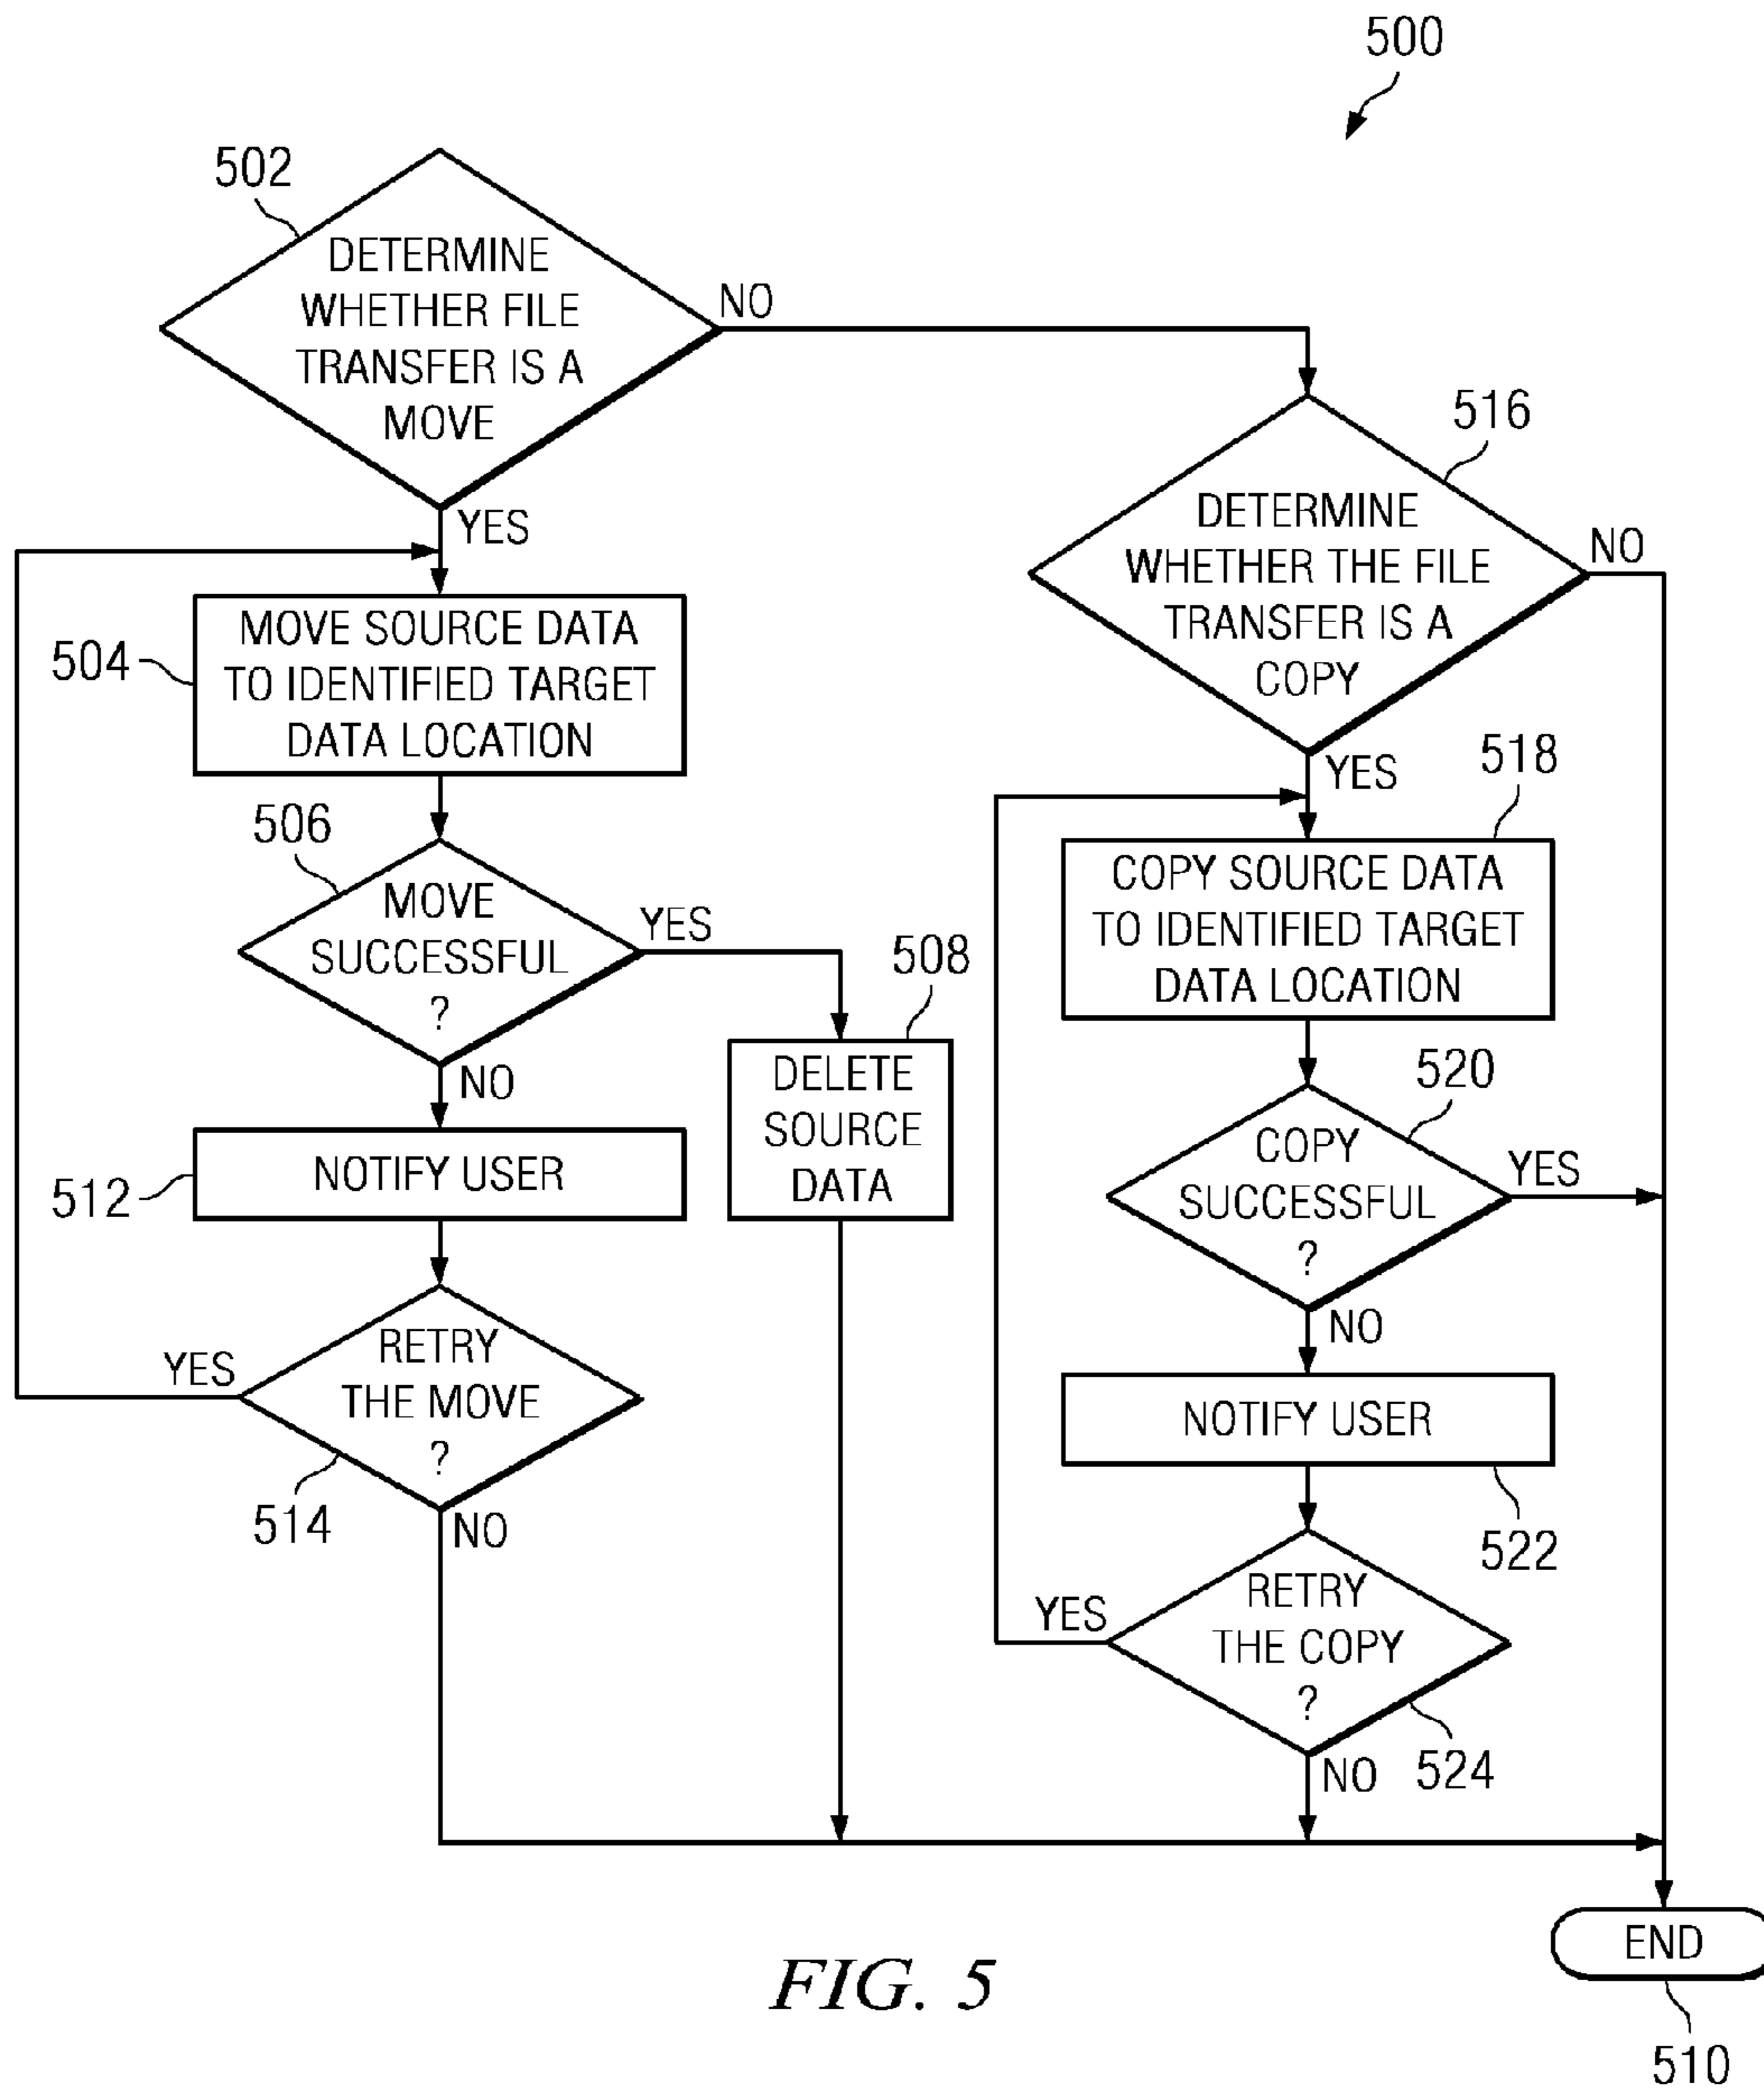 500
502
DETERMINE
WHETHER FILE
TRANSFER IS A
MOVE
NO
YES
504
MOVE SOURCE DATA
TO IDENTIFIED TARGET
DATA LOCATION
506
MOVE
SUCCESSFUL
?
YES
NO
508
DELETE
SOURCE
DATA
512
NOTIFY USER
RETRY
THE MOVE
?
YES
514
NO
516
DETERMINE
WHETHER THE FILE
TRANSFER IS A
COPY
NO
YES
518
COPY SOURCE DATA
TO IDENTIFIED TARGET
DATA LOCATION
520
COPY
SUCCESSFUL
?
YES
NO
NOTIFY USER
522
RETRY
THE COPY
?
YES
NO
524
END
510
FIG. 5